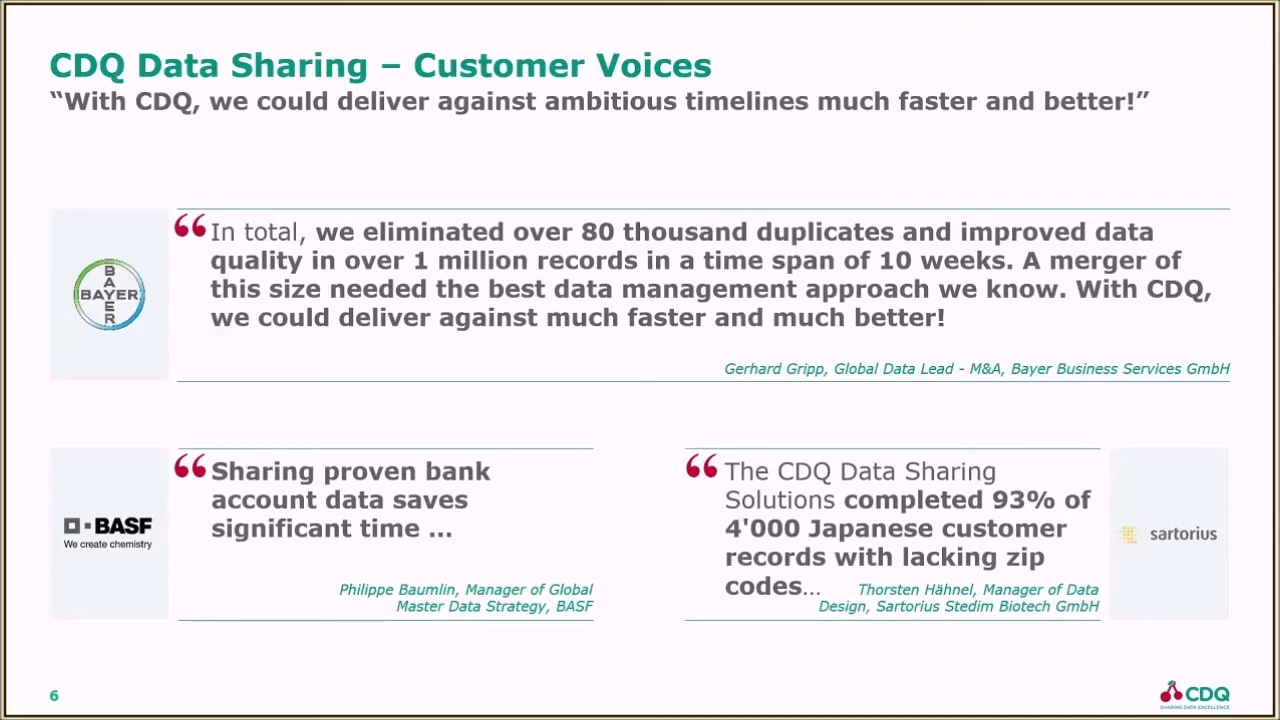 CDQ Data Sharing – Customer Voices
“With CDQ, we could deliver against ambitious timelines much faster and better!”
BAYER
BAYER
“In total, we eliminated over 80 thousand duplicates and improved data
quality in over 1 million records in a time span of 10 weeks. A merger of
this size needed the best data management approach we know. With CDQ,
we could deliver against much faster and much better!
Gerhard Gripp, Global Data Lead - M&A, Bayer Business Services GmbH
BASF
We create chemistry
“Sharing proven bank
account data saves
significant time ...
Philippe Baumlin, Manager of Global
Master Data Strategy, BASF
“The CDQ Data Sharing
Solutions completed 93% of
4'000 Japanese customer
records with lacking zip
codes...
Thorsten Hähnel, Manager of Data
Design, Sartorius Stedim Biotech GmbH
sartorius
6
CDQ
SHARING DATA EXCELLENCE